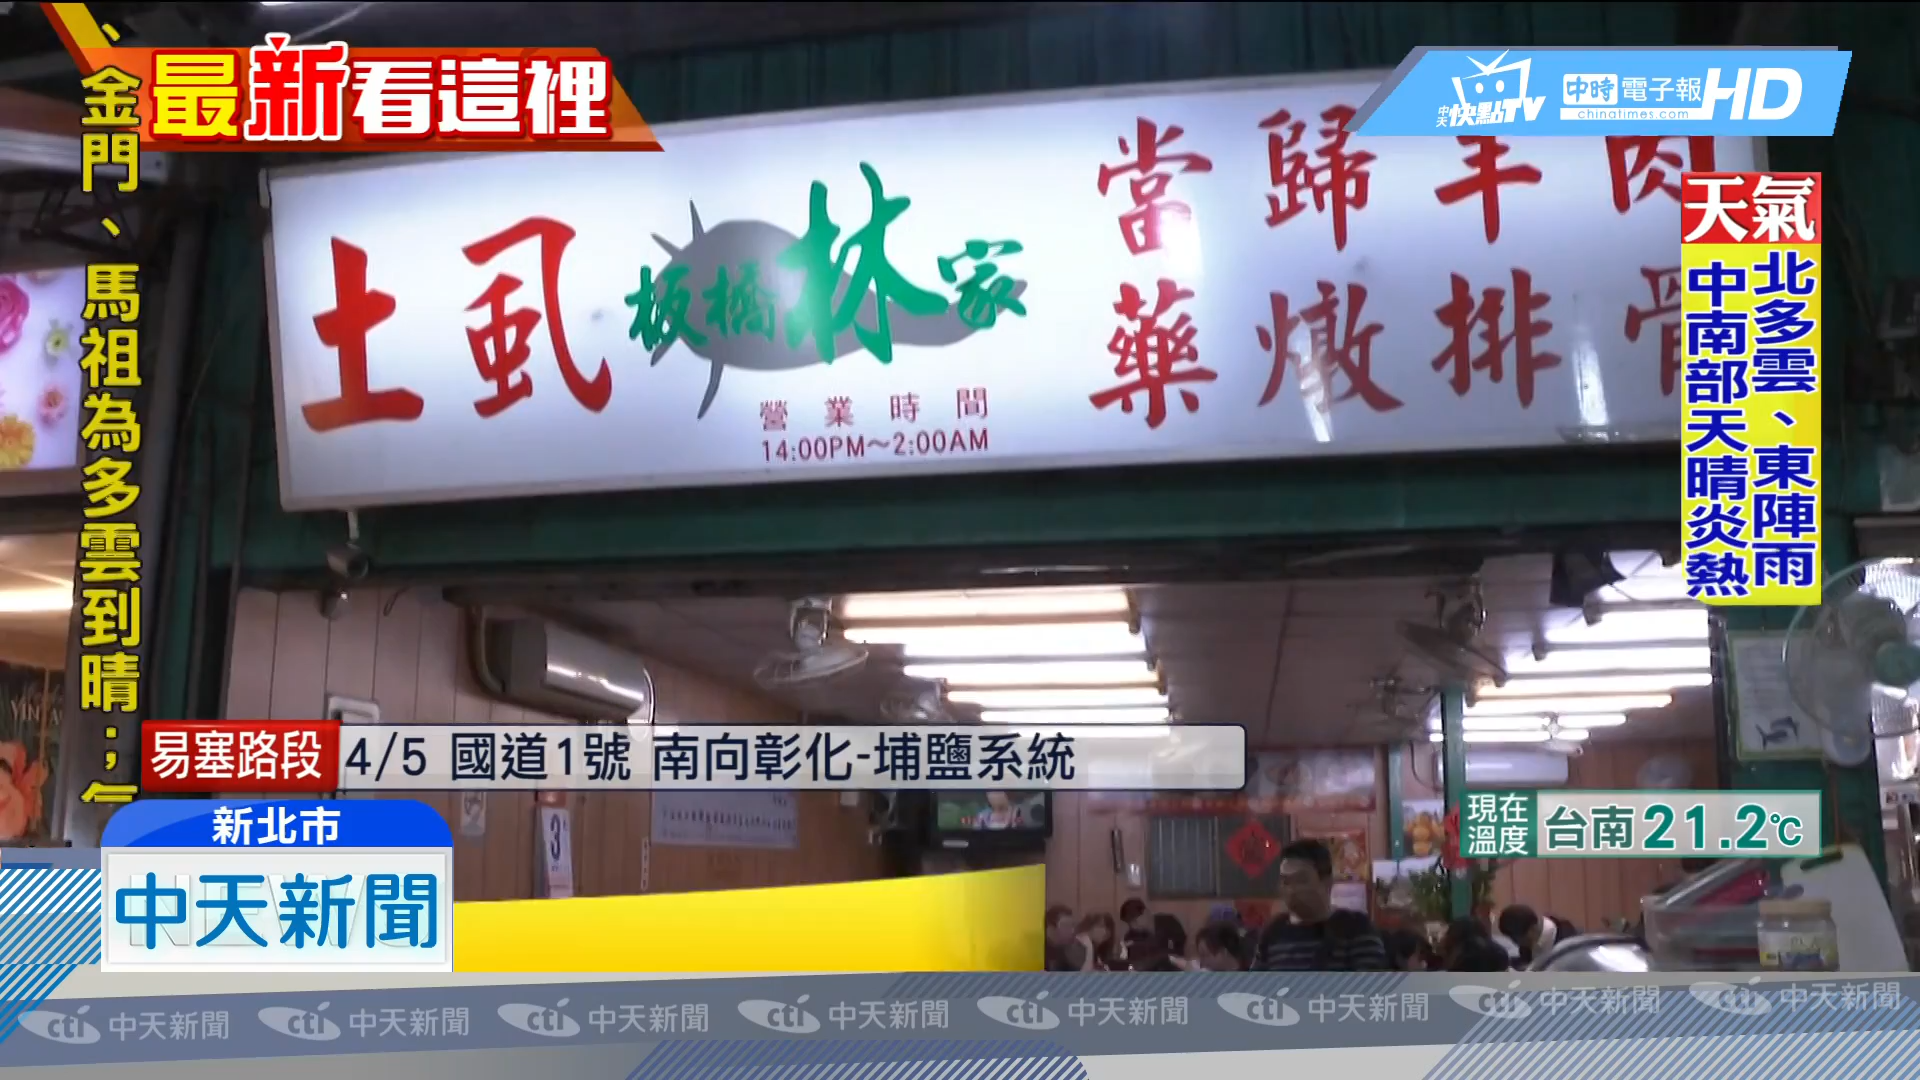 、金門、馬祖為多雲到晴；氣
最新看這裡
中天快點TV
中時電子報HD
chinatimes.com
天氣
北多雲、東陣雨
中南部天晴炎熱
土虱
板橋林家
當歸羊肉
藥燉排骨
營業時間
14:00PM～2:00AM
易塞路段
4/5 國道1號 南向彰化-埔鹽系統
新北市
中天新聞
現在溫度
台南21.2℃
3
cti 中天新聞 cti 中天新聞 cti 中天新聞 cti 中天新聞 cti 中天新聞 cti 中天新聞 cti 中天新聞 cti 中天新聞